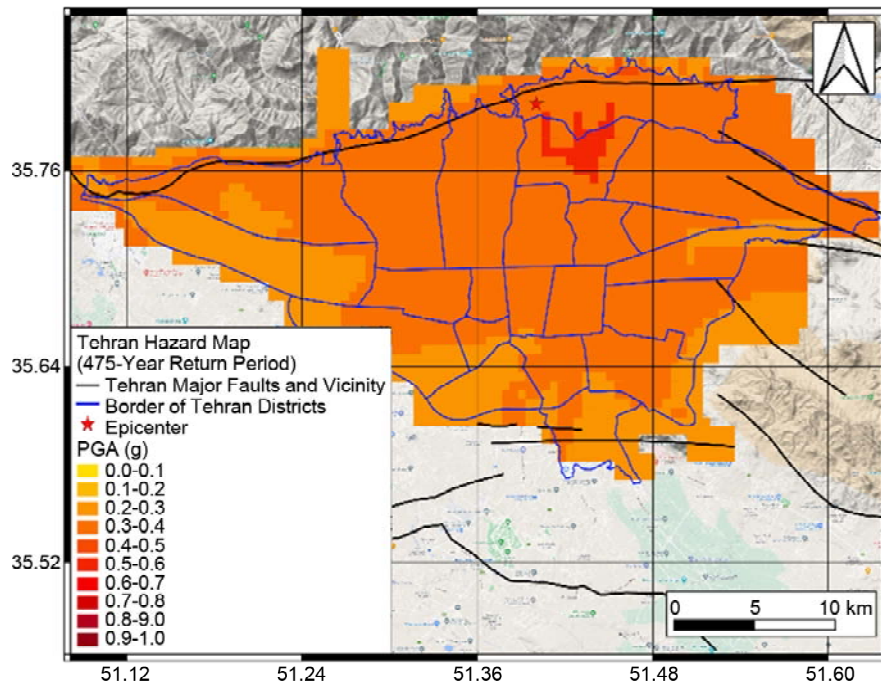 35.76
35.64
35.52
Tehran Hazard Map
(475-Year Return Period)
Tehran Major Faults and Vicinity
Border of Tehran Districts
Epicenter
PGA (g)
0.0-0.1
0.1-0.2
0.2-0.3
0.3-0.4
0.4-0.5
0.5-0.6
0.6-0.7
0.7-0.8
0.8-9.0
0.9-1.0
0 5 10 km
51.12 51.24 51.36 51.48 51.60